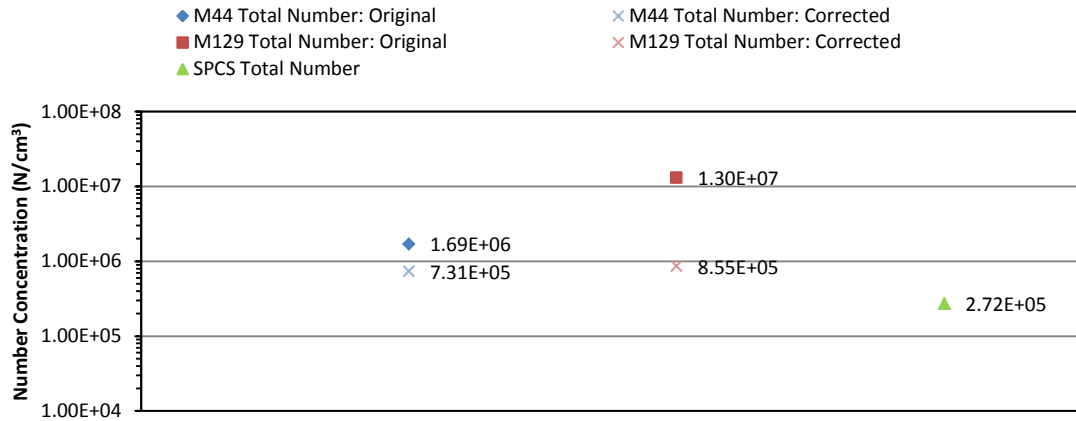 M44 Total Number: Original
M44 Total Number: Corrected
M129 Total Number: Original
M129 Total Number: Corrected
SPCS Total Number
Number Concentration (N/cm³)
1.00E+08
1.00E+07
1.00E+06
1.00E+05
1.00E+04
1.30E+07
1.69E+06
7.31E+05
8.55E+05
2.72E+05